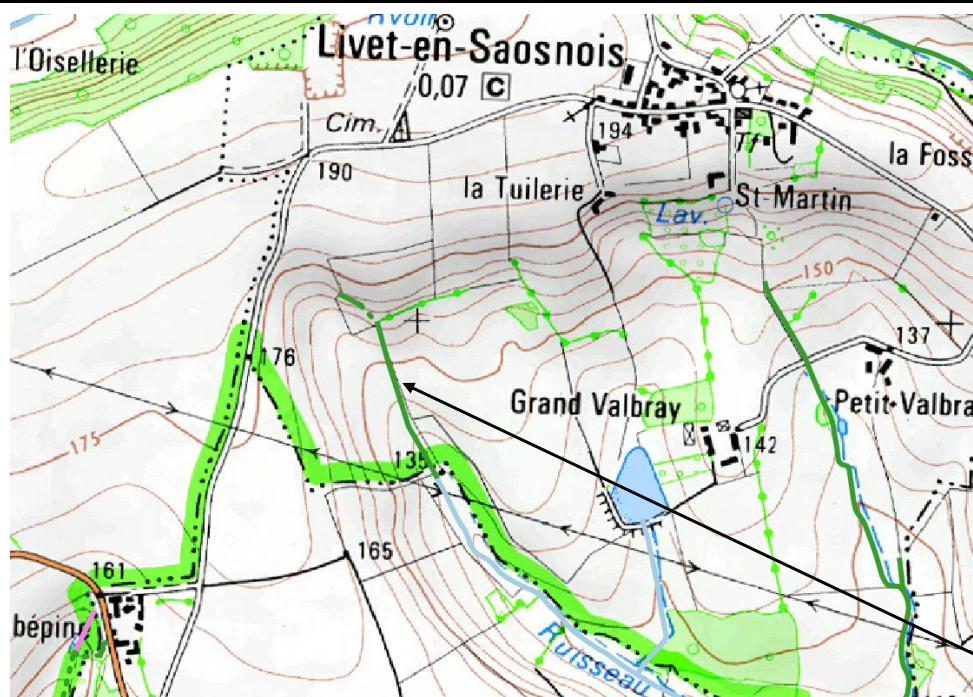 l'Oisellerie
Livet-en-Saosnois
0,07 C
Cim.
194
la Foss
190
la Tuilerie
St-Martin
Lav.
150
137
176
Grand Valbray
Petit-Valbra
175
135
142
165
161
bépin
Ruisseau